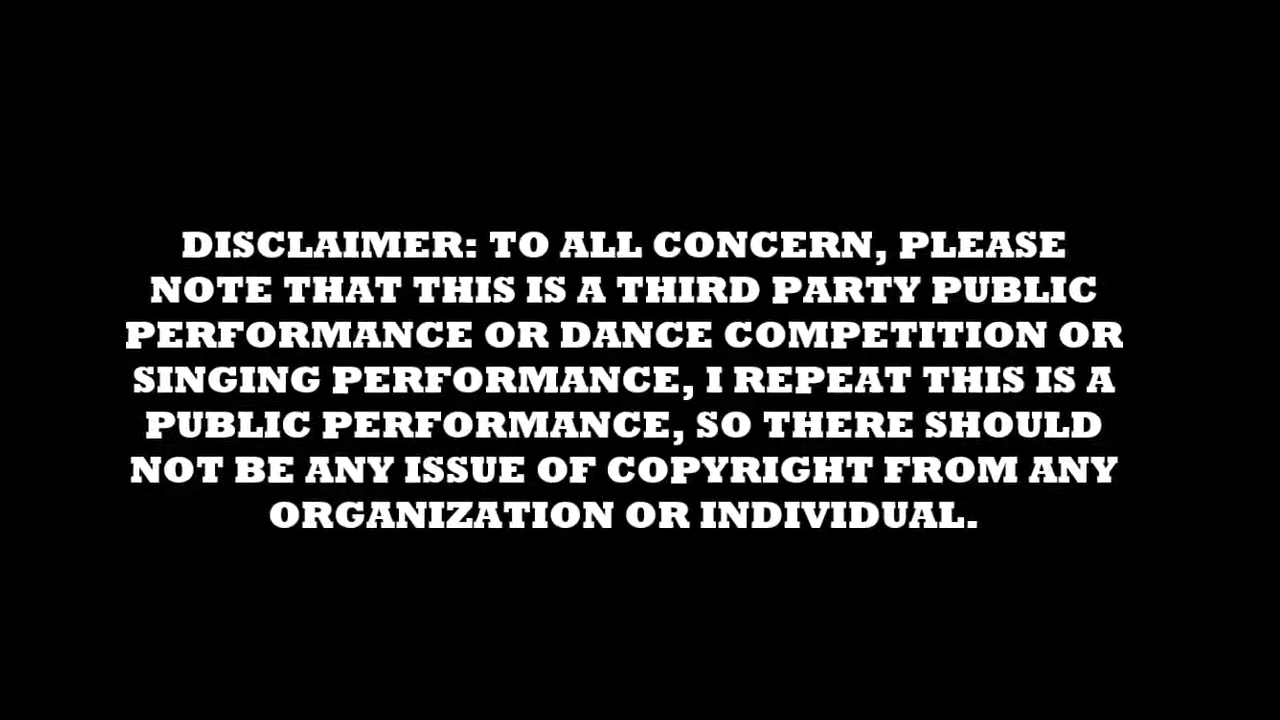 DISCLAIMER: TO ALL CONCERN, PLEASE
NOTE THAT THIS IS A THIRD PARTY PUBLIC
PERFORMANCE OR DANCE COMPETITION OR
SINGING PERFORMANCE, I REPEAT THIS IS A
PUBLIC PERFORMANCE, SO THERE SHOULD
NOT BE ANY ISSUE OF COPYRIGHT FROM ANY
ORGANIZATION OR INDIVIDUAL.